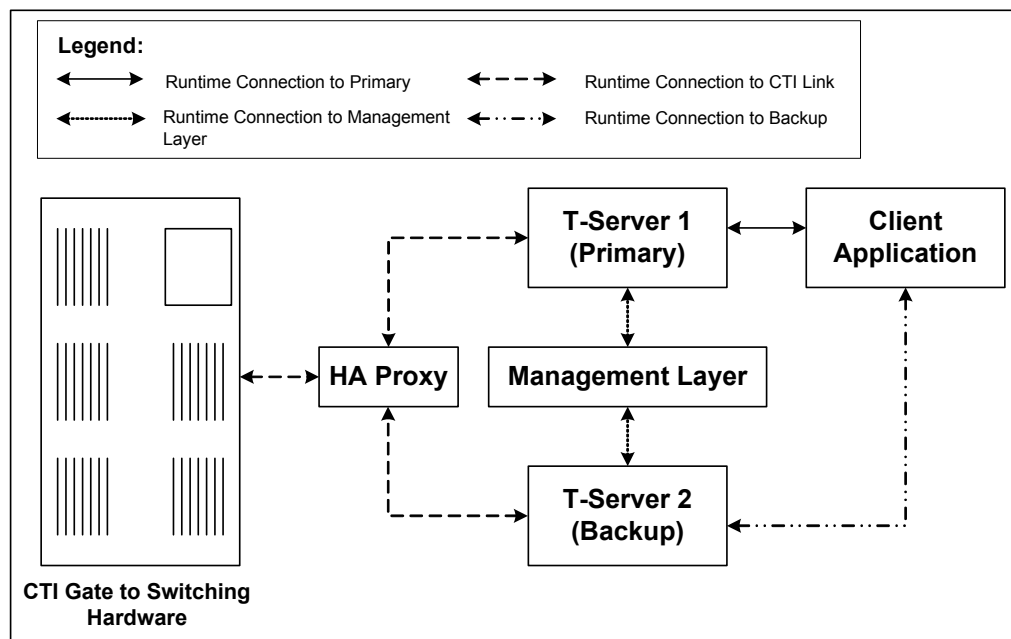 Legend:
Runtime Connection to Primary
Runtime Connection to CTI Link
Runtime Connection to Management
Layer
Runtime Connection to Backup
T-Server 1
(Primary)
Client
Application
HA Proxy
Management Layer
T-Server 2
(Backup)
CTI Gate to Switching
Hardware